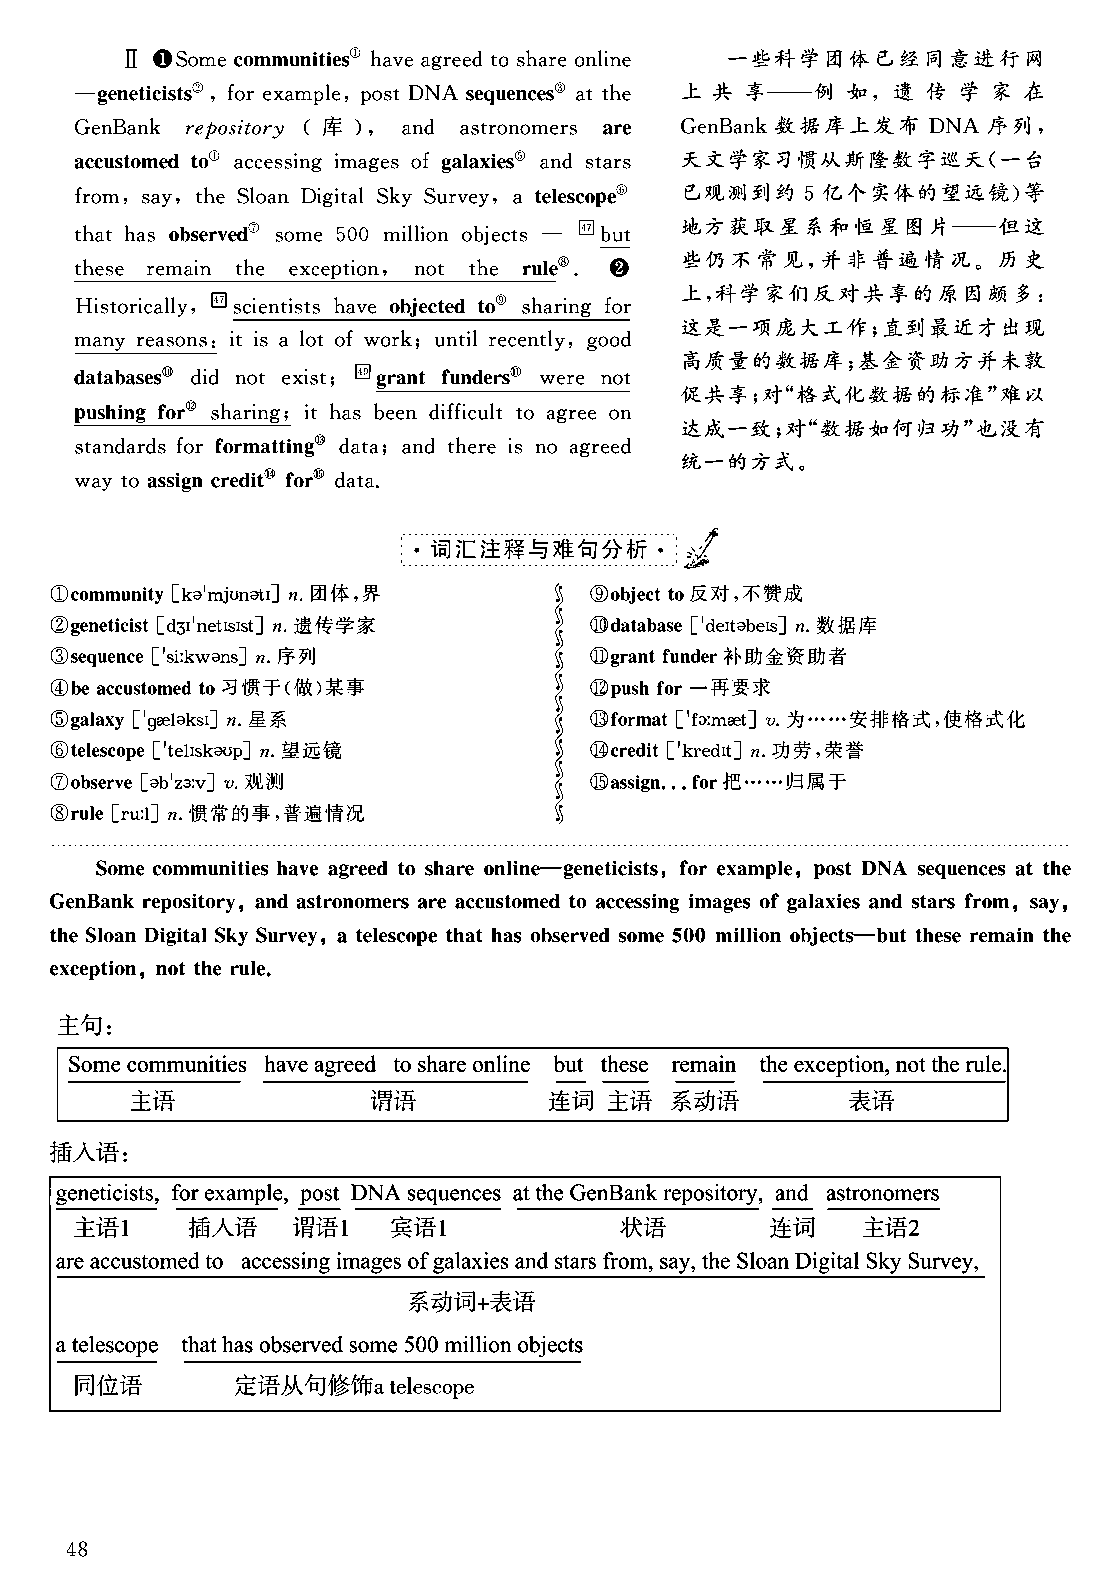 Ⅱ ❶Some communities① have agreed to share online
—geneticists②, for example, post DNA sequences③ at the
GenBank repository (库), and astronomers are
accustomed to④ accessing images of galaxies⑤ and stars
from, say, the Sloan Digital Sky Survey, a telescope⑥
that has observed⑦ some 500 million objects — 47 but
these remain the exception, not the rule⑧. ❷
Historically, 47 scientists have objected to⑨ sharing for
many reasons: it is a lot of work; until recently, good
databases⑩ did not exist; 49 grant funders⑪ were not
pushing for⑫ sharing; it has been difficult to agree on
standards for formatting⑬ data; and there is no agreed
way to assign credit⑭ for⑮ data.
一些科学团体已经同意进行网
上共享——例如,遗传学家在
GenBank 数据库上发布 DNA 序列,
天文学家习惯从斯隆数字巡天(一台
已观测到约 5 亿个实体的望远镜)等
地方获取星系和恒星图片——但这
些仍不常见,并非普遍情况。历史
上,科学家们反对共享的原因颇多:
这是一项庞大工作;直到最近才出现
高质量的数据库;基金资助方并未敦
促共享;对“格式化数据的标准”难以
达成一致;对“数据如何归功”也没有
统一的方式。
·词汇注释与难句分析·
①community [kə'mjʊnətɪ] n. 团体,界
②geneticist [dʒɪ'netɪsɪst] n. 遗传学家
③sequence ['siːkwəns] n. 序列
④be accustomed to 习惯于(做)某事
⑤galaxy ['gæləksɪ] n. 星系
⑥telescope ['telɪskəʊp] n. 望远镜
⑦observe [əb'zɜːv] v. 观测
⑧rule [ruːl] n. 惯常的事,普遍情况
⑨object to 反对,不赞成
⑩database ['deɪtəbeɪs] n. 数据库
⑪grant funder 补助金资助者
⑫push for 一再要求
⑬format ['fɔːmæt] v. 为……安排格式,使格式化
⑭credit ['kredɪt] n. 功劳,荣誉
⑮assign...for 把……归属于
Some communities have agreed to share online—geneticists, for example, post DNA sequences at the
GenBank repository, and astronomers are accustomed to accessing images of galaxies and stars from, say,
the Sloan Digital Sky Survey, a telescope that has observed some 500 million objects—but these remain the
exception, not the rule.
主句:
Some communities have agreed to share online but these remain the exception, not the rule.
主语 谓语 连词 主语 系动语 表语
插入语:
geneticists, for example, post DNA sequences at the GenBank repository, and astronomers
主语1 插入语 谓语1 宾语1 状语 连词 主语2
are accustomed to accessing images of galaxies and stars from, say, the Sloan Digital Sky Survey,
系动词+表语
a telescope that has observed some 500 million objects
同位语 定语从句修饰a telescope
48